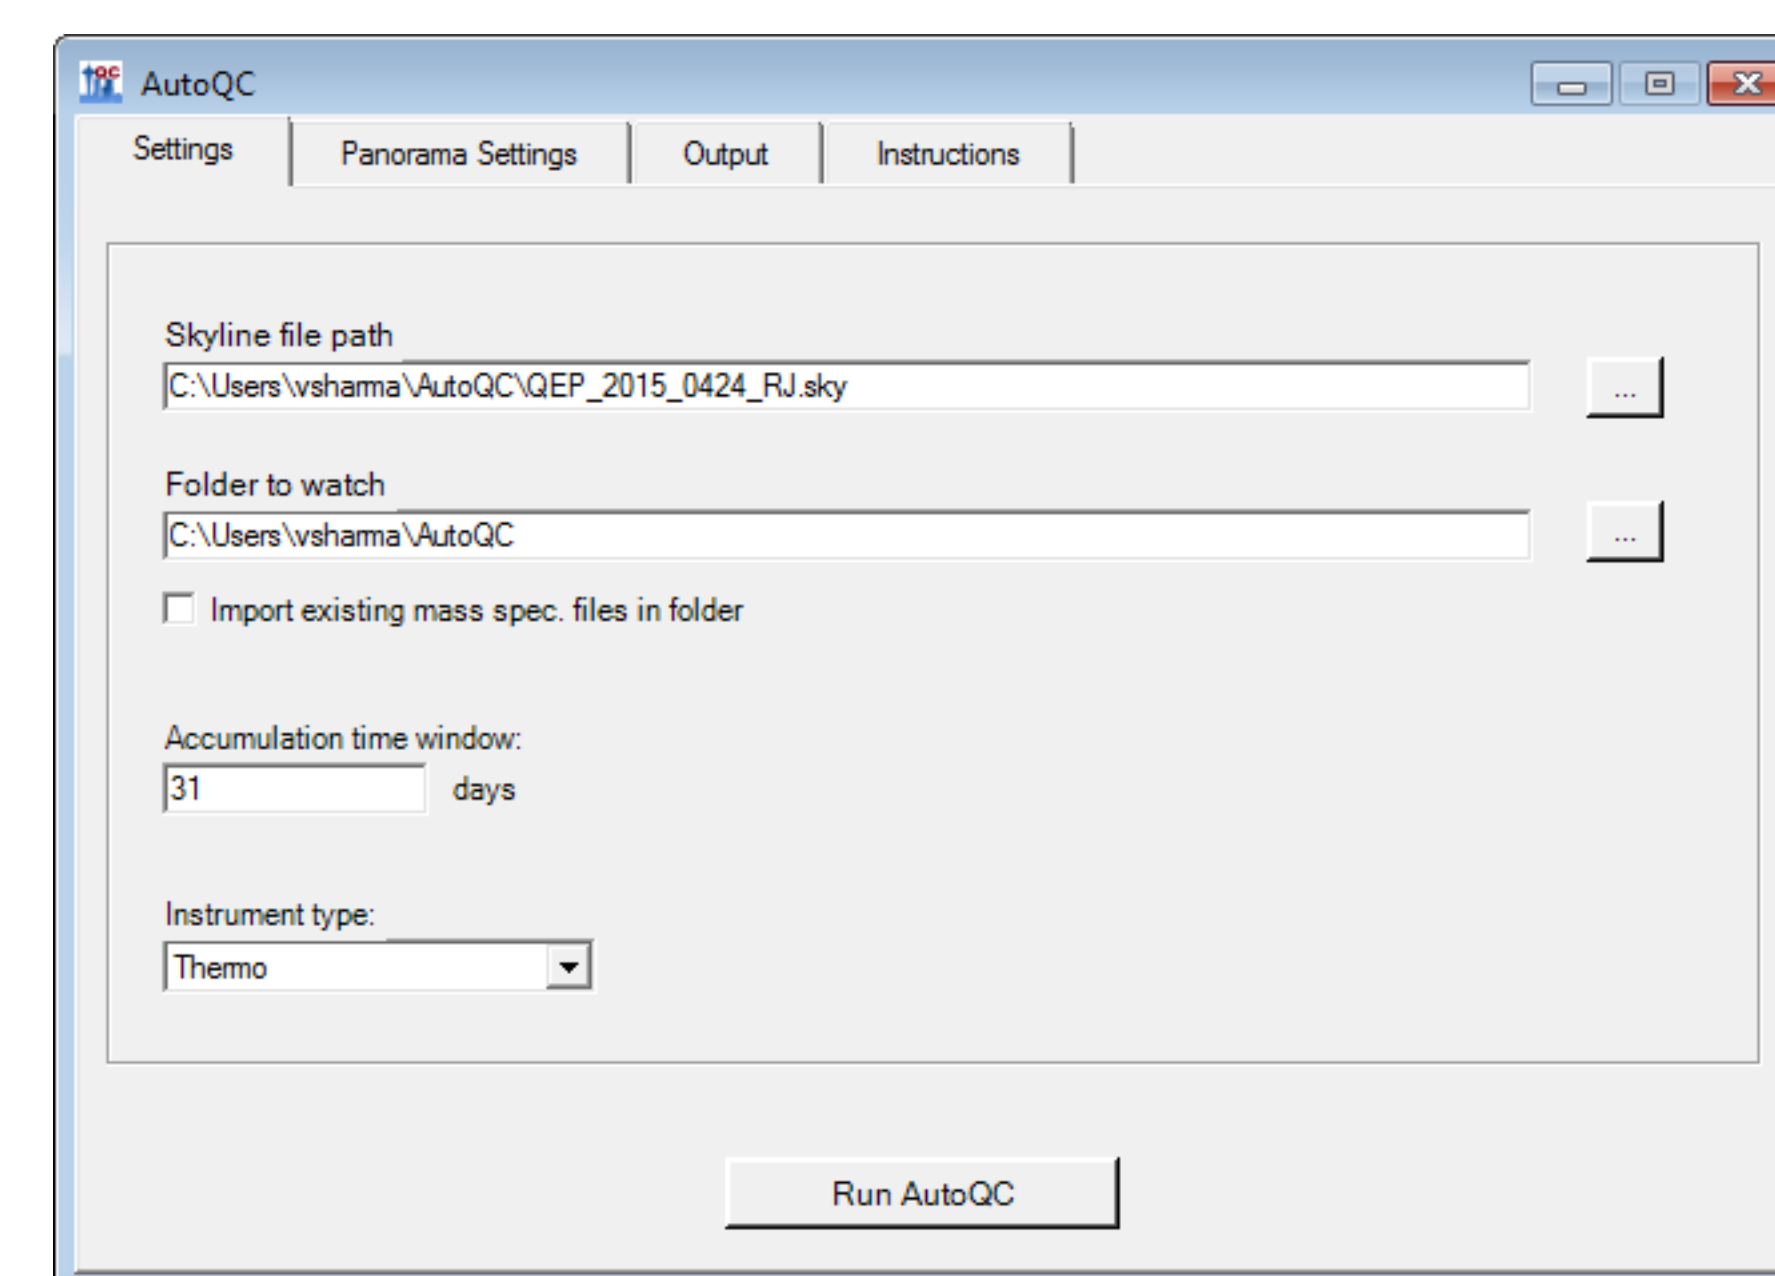 AutoQC
Settings Panorama Settings Output Instructions
Skyline file path
C:\Users\vsharma\AutoQC\QEP_2015_0424_RJ.sky
...
Folder to watch
C:\Users\vsharma\AutoQC
...
Import existing mass spec. files in folder
Accumulation time window:
31 days
Instrument type:
Thermo
Run AutoQC